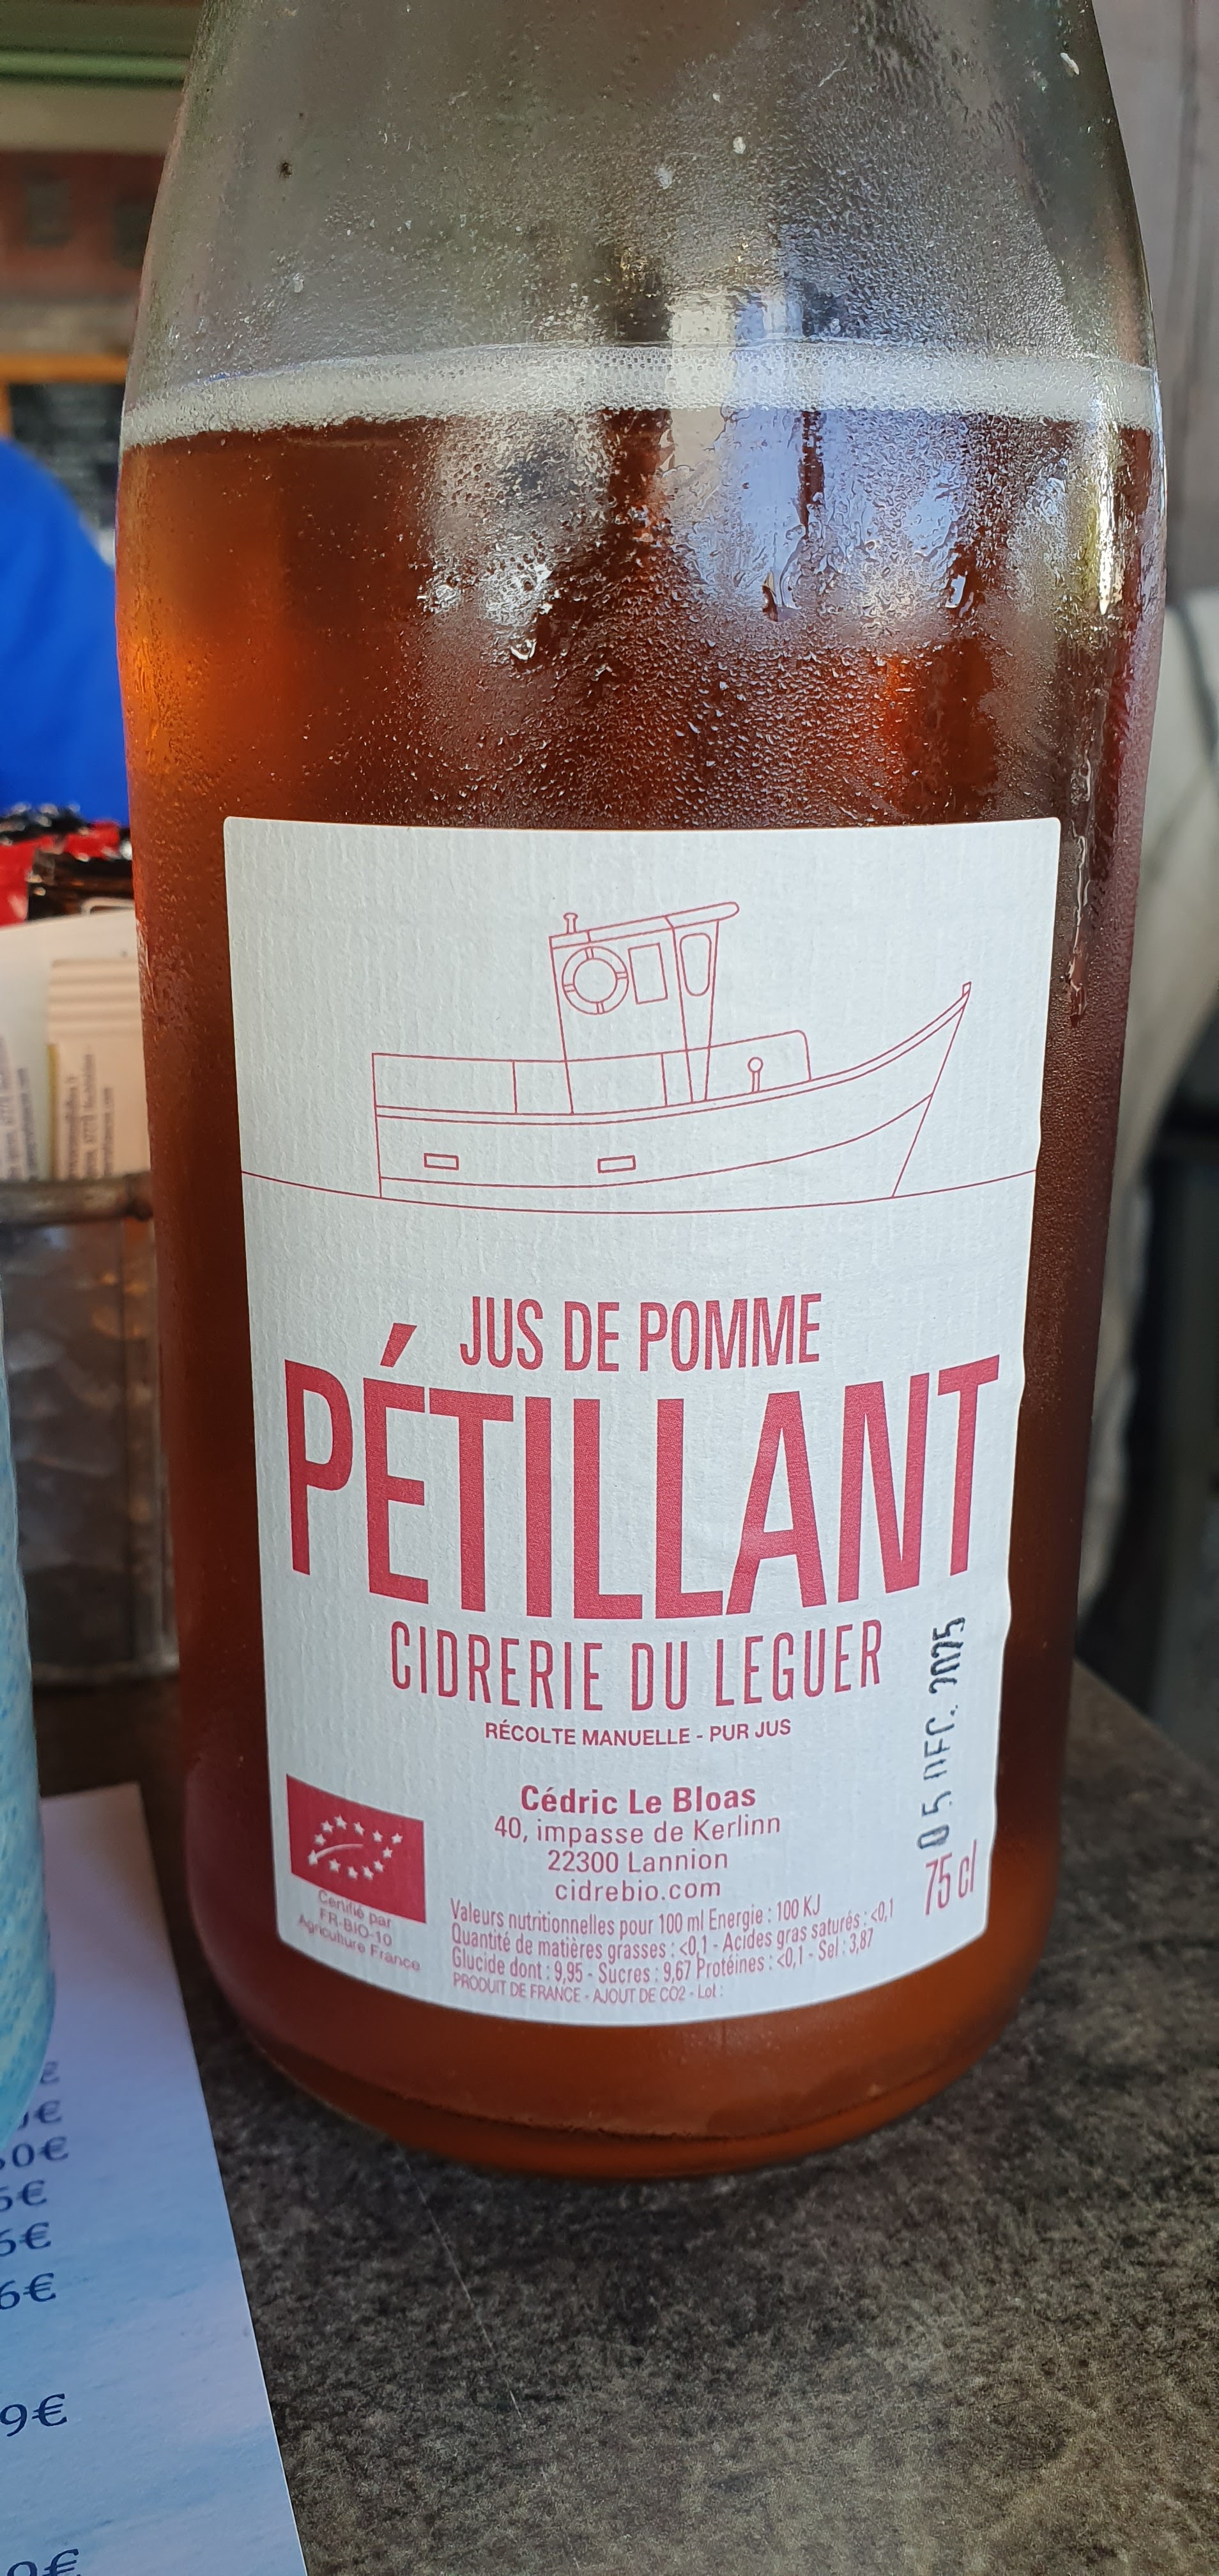 JUS DE POMME
PÉTILLANT
CIDRERIE DU LEGUER
RÉCOLTE MANUELLE - PUR JUS
Cédric Le Bloas
40, impasse de Kerlinn
22300 Lannion
cidrebio.com
05 DEC. 2025
75 cl
Certifié par
FR-BIO-10
Agriculture France
Valeurs nutritionnelles pour 100 ml Energie : 100 KJ
Quantité de matières grasses : <0,1 - Acides gras saturés : <0,1
Glucide dont : 9,95 - Sucres : 9,67 Protéines : <0,1 - Sel : 3,87
PRODUIT DE FRANCE - AJOUT DE CO2 - Lot :
6€
9€